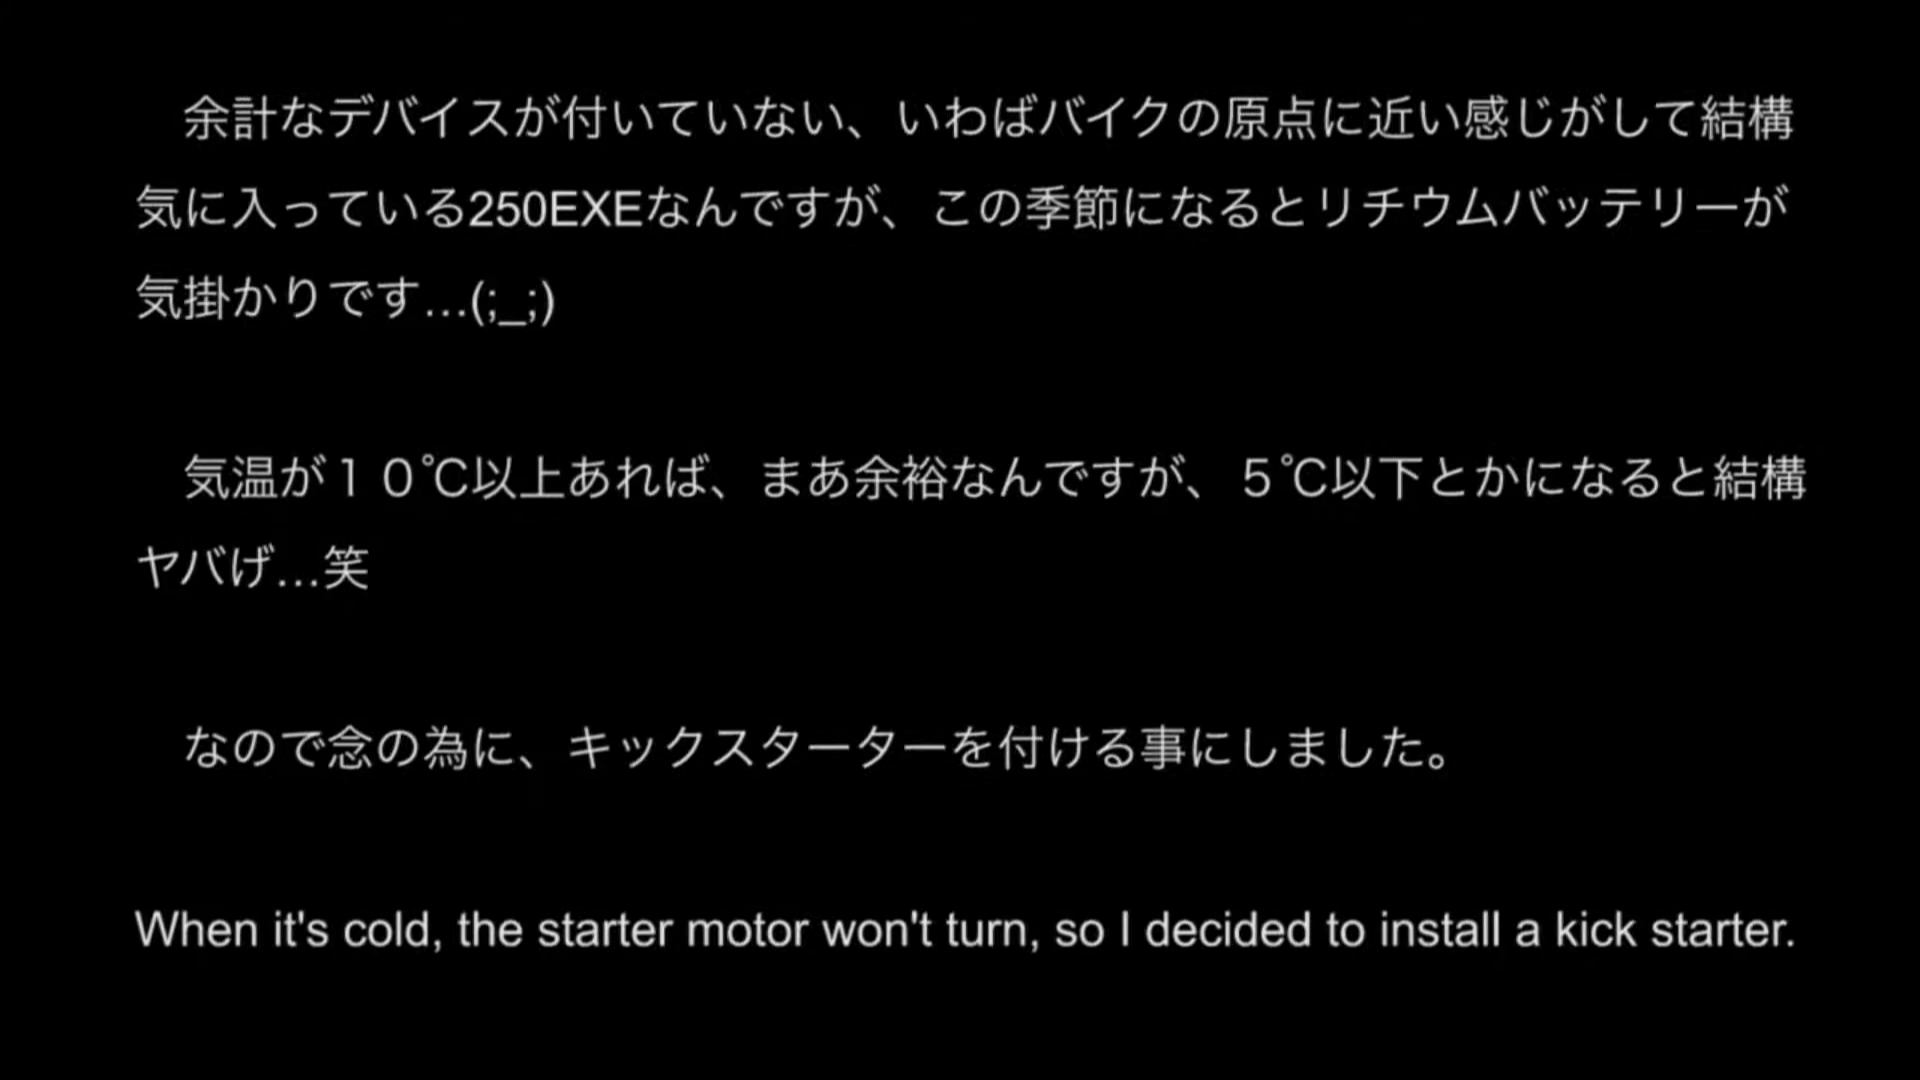 余計なデバイスが付いていない、いわばバイクの原点に近い感じがして結構
気に入っている250EXEなんですが、この季節になるとリチウムバッテリーが
気掛かりです…(;_;)
気温が１０℃以上あれば、まあ余裕なんですが、５℃以下とかになると結構
ヤバげ…笑
なので念の為に、キックスターターを付ける事にしました。
When it's cold, the starter motor won't turn, so I decided to install a kick starter.